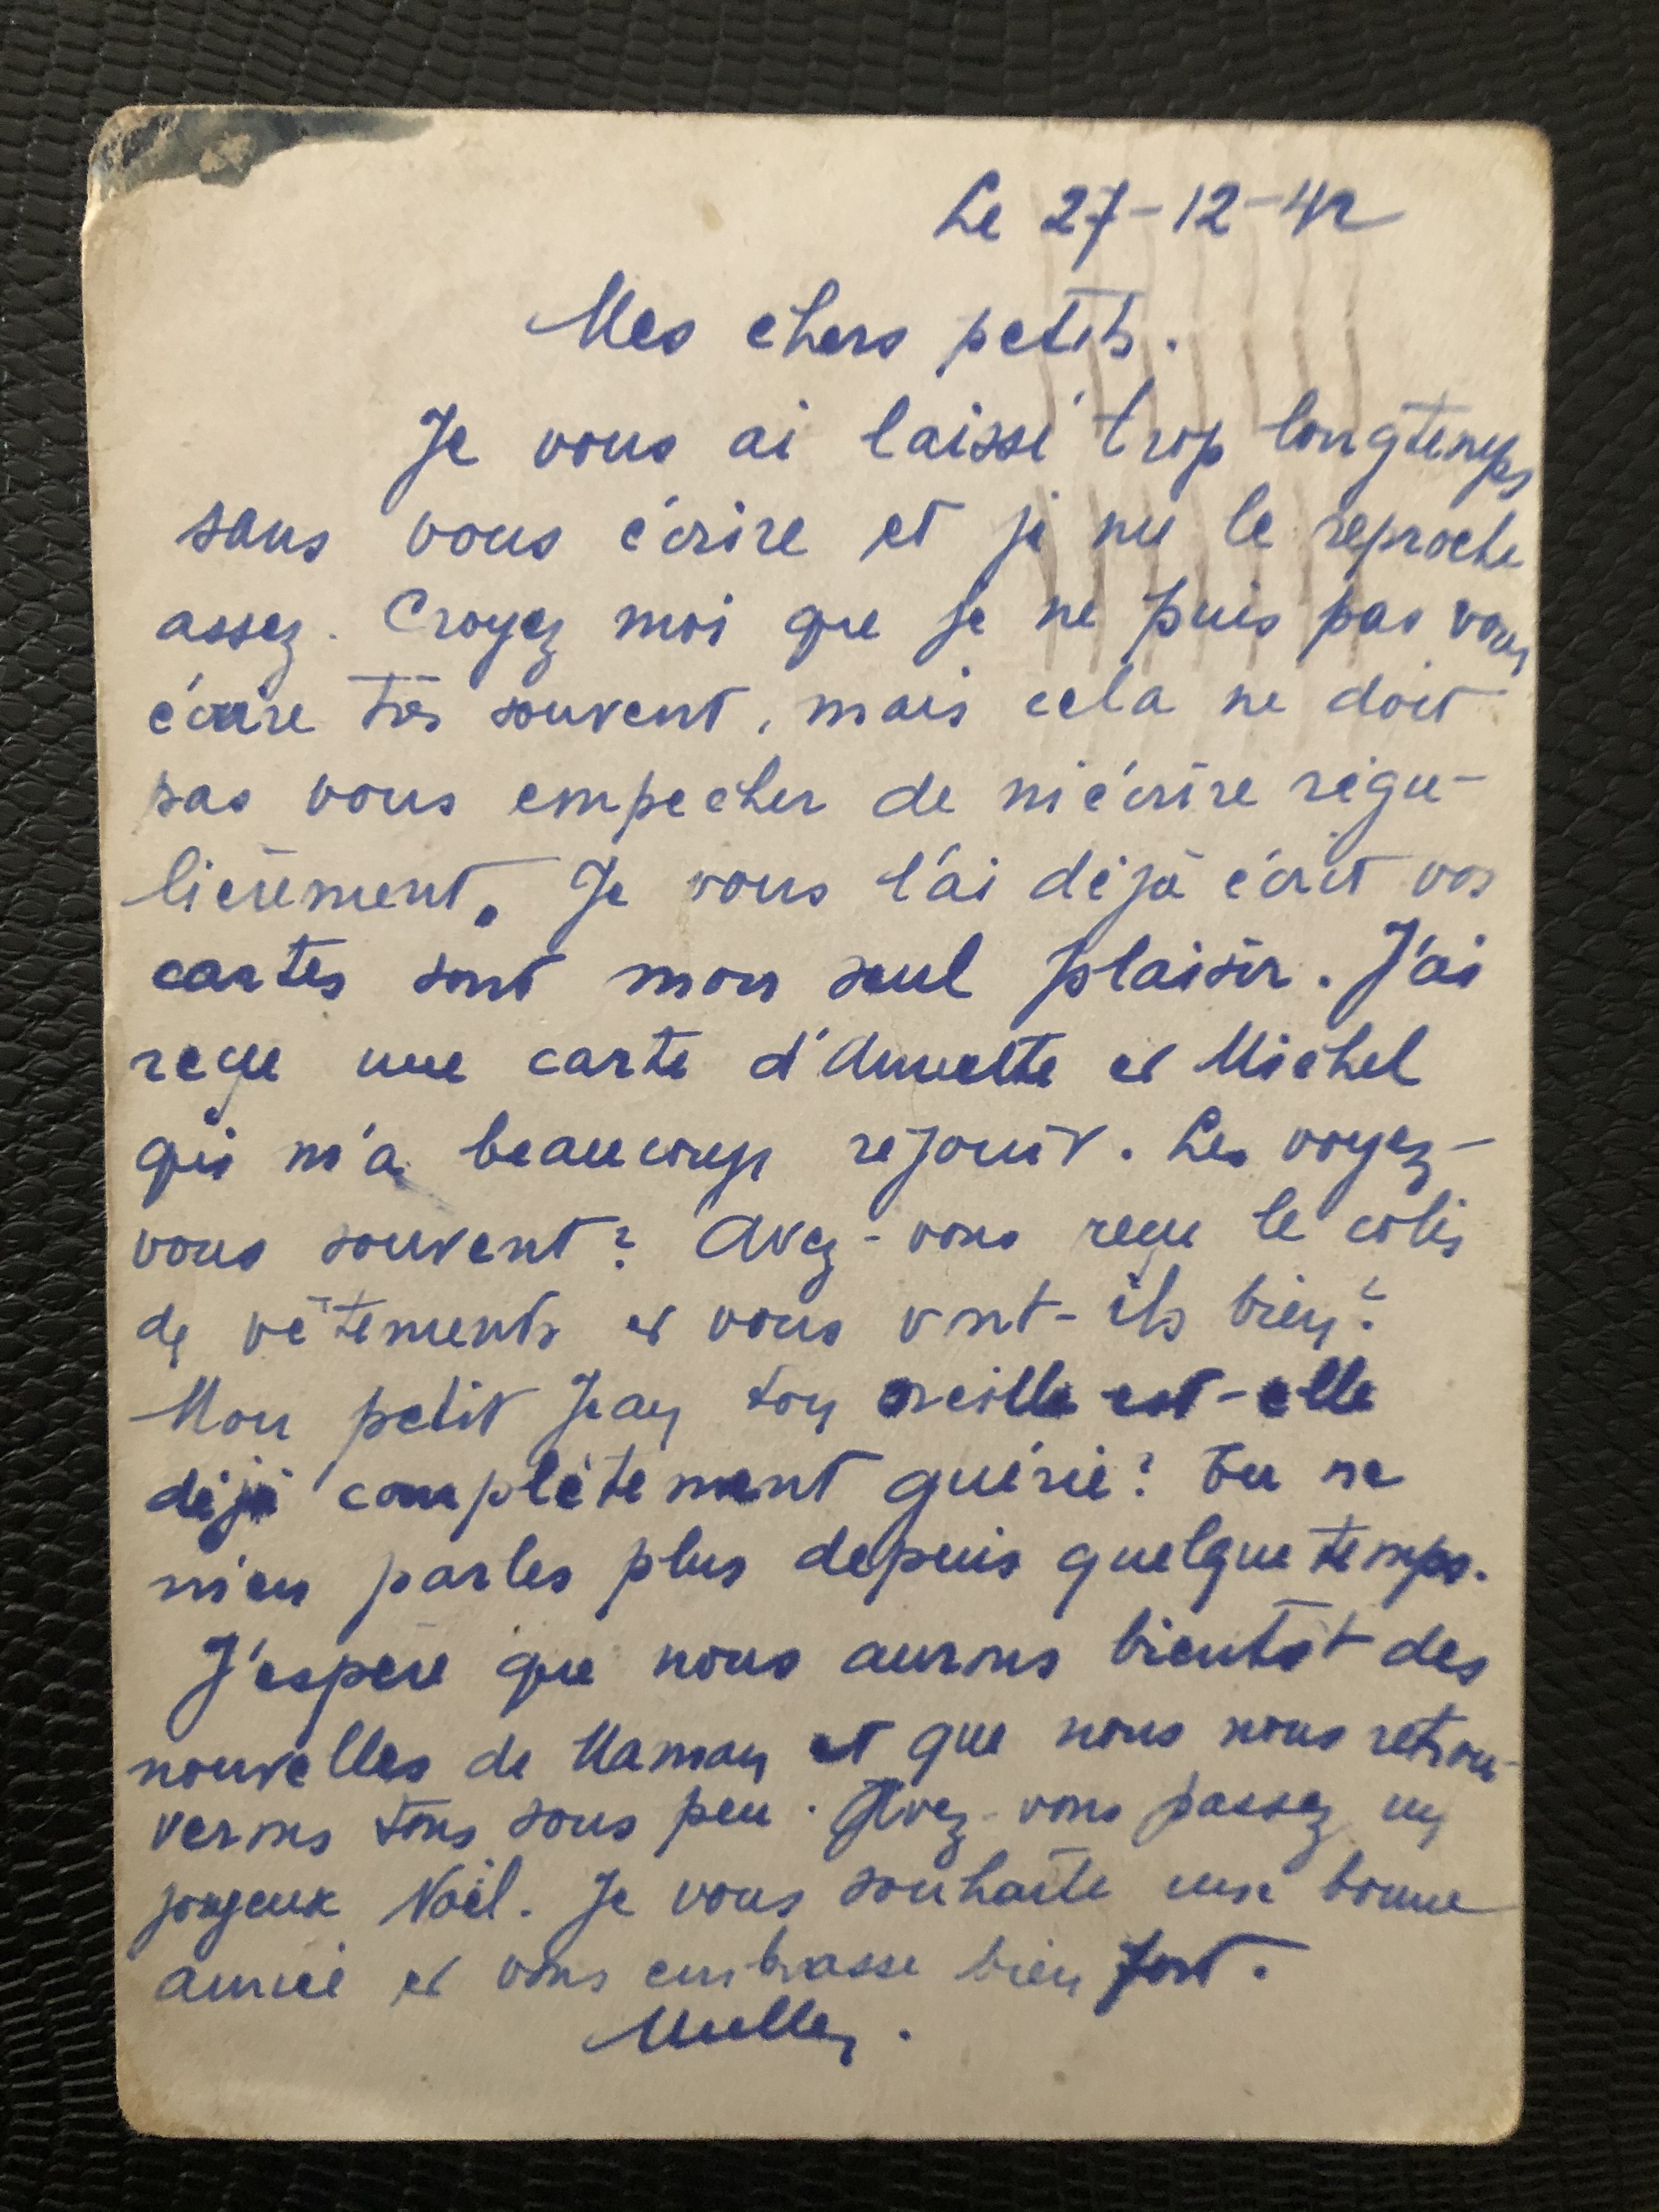 Le 27-12-42
Mes chers petits.
Je vous ai laissé trop longtemps
sans vous écrire et je me le reproche
assez. Croyez moi que je ne puis pas vous
écrire très souvent, mais cela ne doit
pas vous empecher de m'écrire régu-
lièrement. Je vous l'ai déjà écrit vos
cartes sont mon seul plaisir. J'ai
reçu une carte d'Annette et Michel
qui m'a beaucoup réjouit. Les voyez-
vous souvent? Avez-vous reçu le colis
de vêtements et vous vont-ils bien?
Mon petit Jean ton oreille est-elle
déjà complètement guérie? Tu ne
m'en parles plus depuis quelque temps.
J'espère que nous aurons bientôt des
nouvelles de Maman et que nous nous retrou-
verons tous sous peu. Avez-vous passez un
joyeux Noël. Je vous souhaite une bonne
année et vous embrasse bien fort.
Muller.